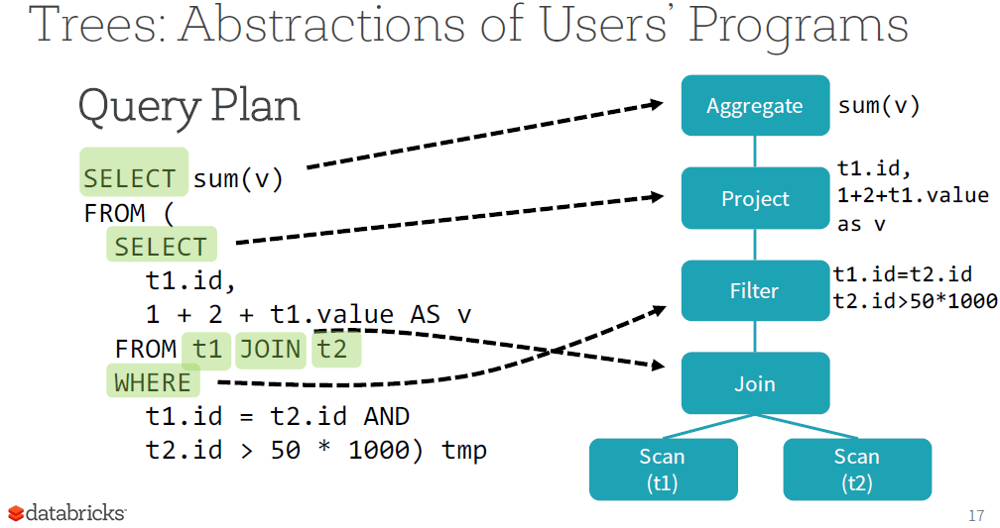 Trees: Abstractions of Users’ Programs
Query Plan
SELECT sum(v)
FROM (
SELECT
t1.id,
1 + 2 + t1.value AS v
FROM t1 JOIN t2
WHERE
t1.id = t2.id AND
t2.id > 50 * 1000) tmp
Aggregate
sum(v)
Project
t1.id,
1+2+t1.value
as v
Filter
t1.id=t2.id
t2.id>50*1000
Join
Scan
(t1)
Scan
(t2)
databricks
17